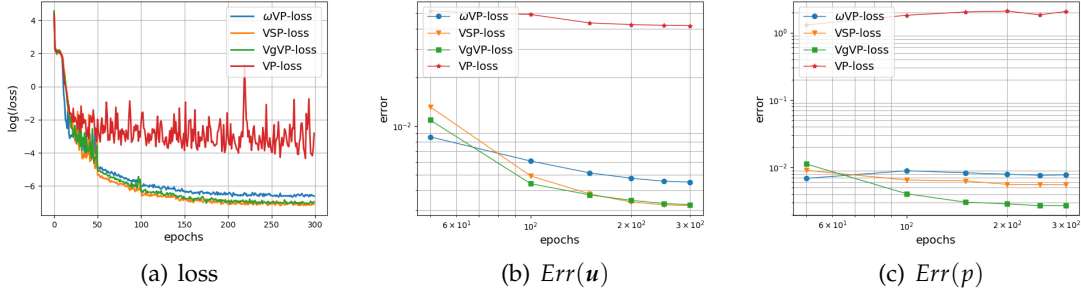 4
2
0
−2
−4
−6
log(loss)
0
50
100
150
200
250
300
epochs
ωVP-loss
VSP-loss
VgVP-loss
VP-loss
(a) loss
error
10⁻²
6 × 10¹
10²
2 × 10²
3 × 10²
epochs
ωVP-loss
VSP-loss
VgVP-loss
VP-loss
(b) Err(u)
error
10⁰
10⁻¹
10⁻²
6 × 10¹
10²
2 × 10²
3 × 10²
epochs
ωVP-loss
VSP-loss
VgVP-loss
VP-loss
(c) Err(p)